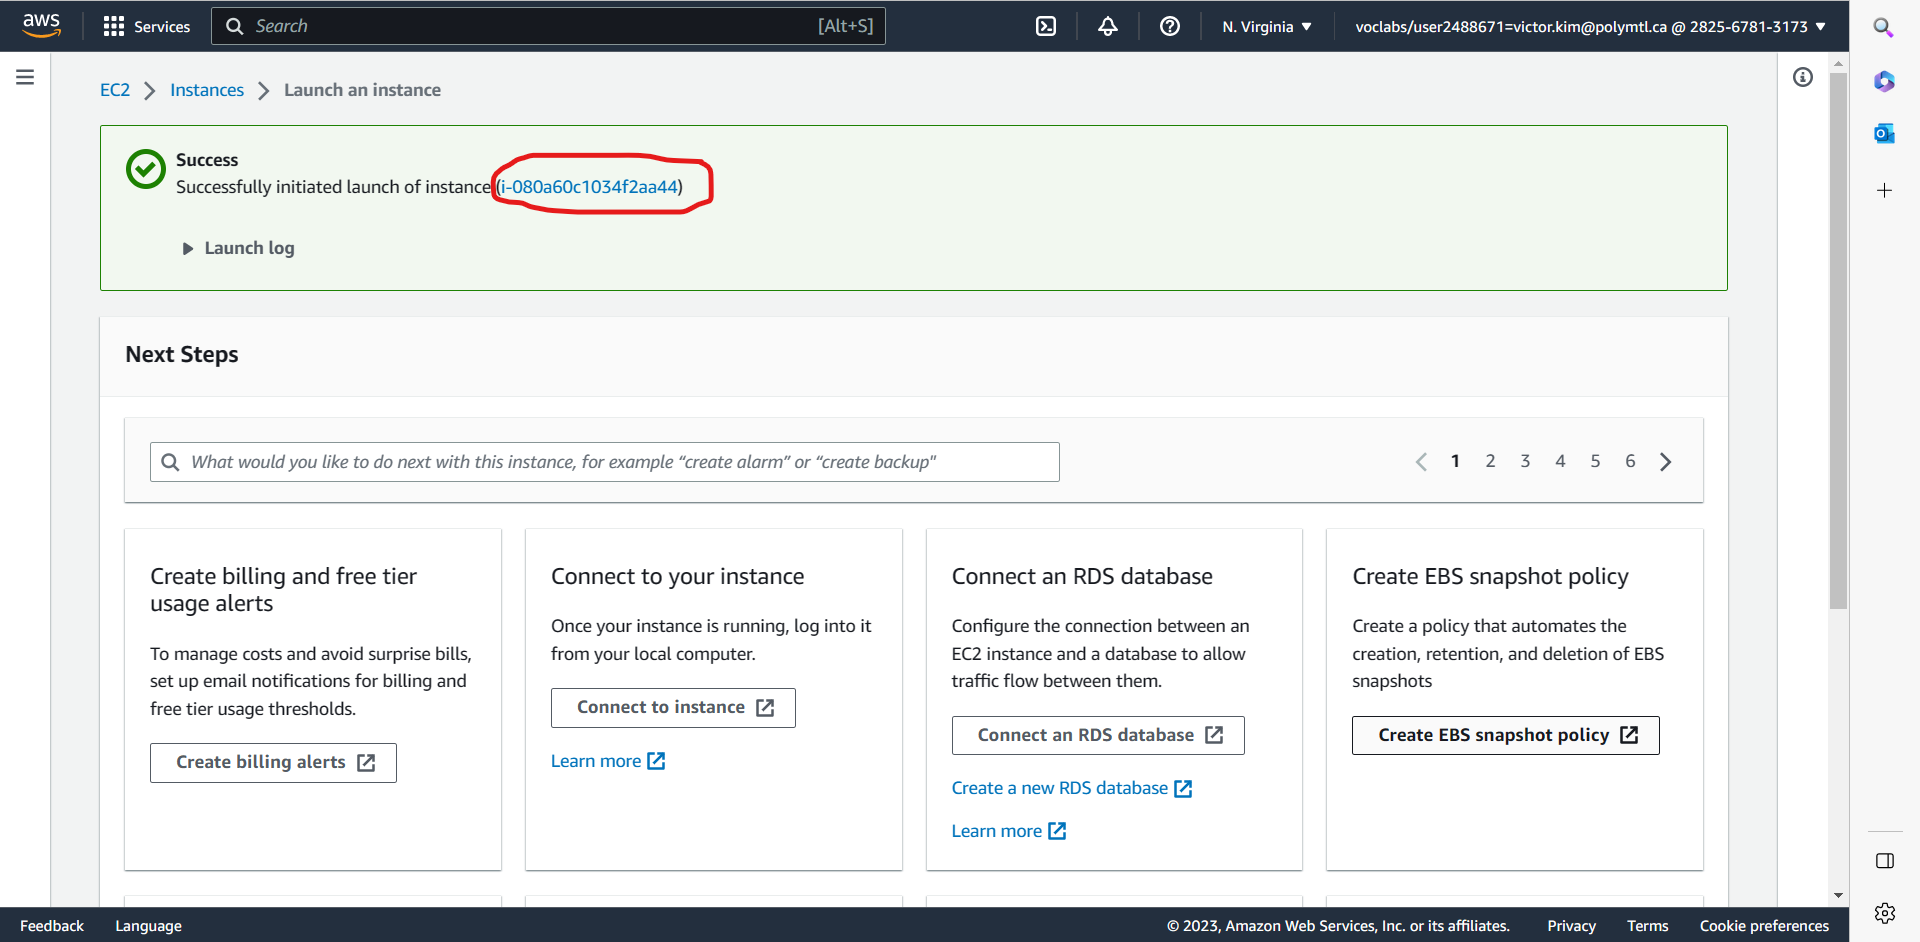 aws
Services
Search
[Alt+S]
N. Virginia
voclabs/user2488671=victor.kim@polymtl.ca @ 2825-6781-3173
EC2
Instances
Launch an instance
Success
Successfully initiated launch of instance (i-080a60c1034f2aa44)
Launch log
Next Steps
What would you like to do next with this instance, for example “create alarm” or “create backup"
1 2 3 4 5 6
Create billing and free tier
usage alerts
To manage costs and avoid surprise bills,
set up email notifications for billing and
free tier usage thresholds.
Create billing alerts
Connect to your instance
Once your instance is running, log into it
from your local computer.
Connect to instance
Learn more
Connect an RDS database
Configure the connection between an
EC2 instance and a database to allow
traffic flow between them.
Connect an RDS database
Create a new RDS database
Learn more
Create EBS snapshot policy
Create a policy that automates the
creation, retention, and deletion of EBS
snapshots
Create EBS snapshot policy
Feedback
Language
© 2023, Amazon Web Services, Inc. or its affiliates.
Privacy
Terms
Cookie preferences